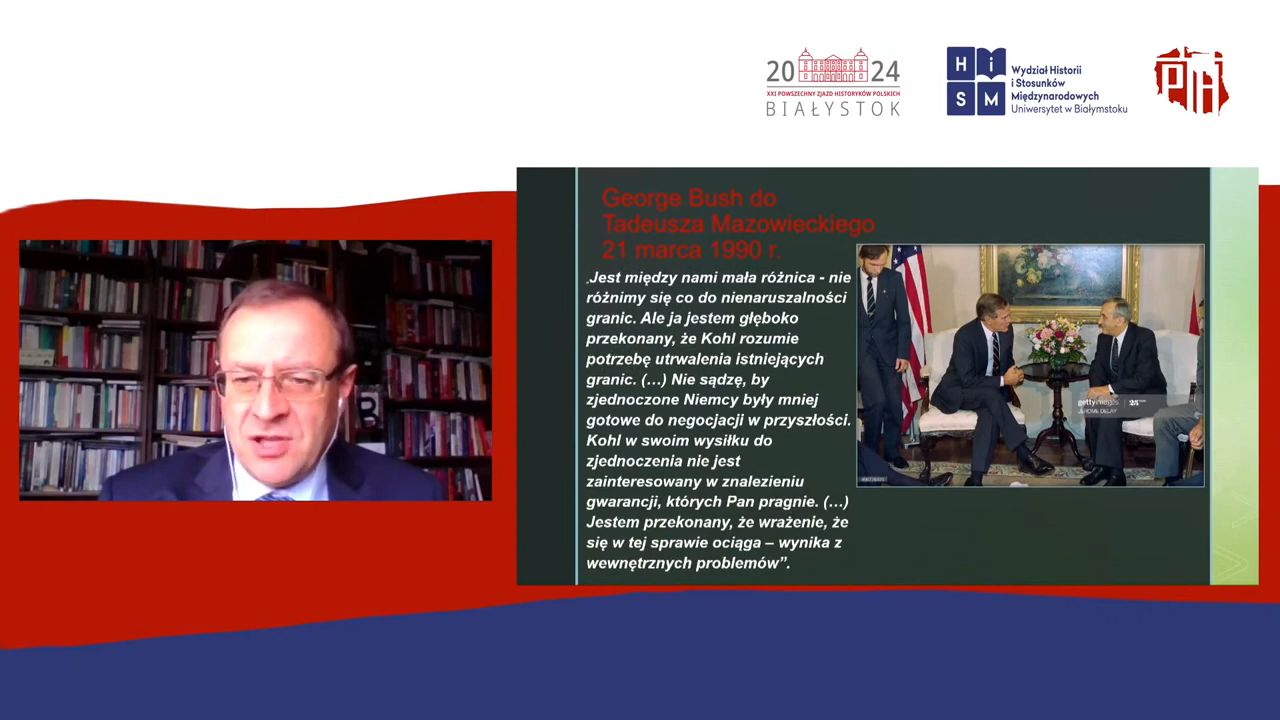 20 24
XXI POWSZECHNY ZJAZD HISTORYKÓW POLSKICH
BIAŁYSTOK
H i
S M
Wydział Historii
i Stosunków
Międzynarodowych
Uniwersytet w Białymstoku
PTH
George Bush do
Tadeusza Mazowieckiego
21 marca 1990 r.
„Jest między nami mała różnica - nie
różnimy się co do nienaruszalności
granic. Ale ja jestem głęboko
przekonany, że Kohl rozumie
potrzebę utrwalenia istniejących
granic. (…) Nie sądzę, by
zjednoczone Niemcy były mniej
gotowe do negocjacji w przyszłości.
Kohl w swoim wysiłku do
zjednoczenia nie jest
zainteresowany w znalezieniu
gwarancji, których Pan pragnie. (…)
Jestem przekonany, że wrażenie, że
się w tej sprawie ociąga – wynika z
wewnętrznych problemów”.
gettyimages
JEROME DELAY